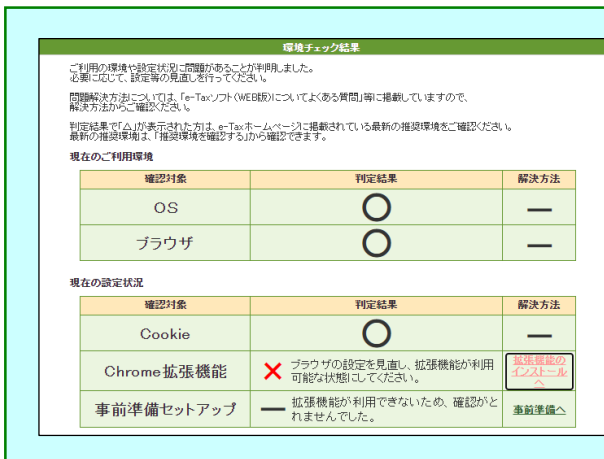 環境チェック結果
ご利用の環境や設定状況に問題があることが判明しました。
必要に応じて、設定等の見直しを行ってください。
問題解決方法については、「e-Taxソフト(WEB版)についてよくある質問」等に掲載していますので、
解決方法からご確認ください。
判定結果で「△」が表示された方は、e-Taxホームページに掲載されている最新の推奨環境をご確認ください。
最新の推奨環境は、「推奨環境を確認する」から確認できます。
現在のご利用環境
確認対象 判定結果 解決方法
OS ○ ―
ブラウザ ○ ―
現在の設定状況
確認対象 判定結果 解決方法
Cookie ○ ―
Chrome拡張機能 ✕ ブラウザの設定を見直し、拡張機能が利用
可能な状態にしてください。
拡張機能の
インストール
へ
事前準備セットアップ ― 拡張機能が利用できないため、確認がと
れませんでした。
事前準備へ